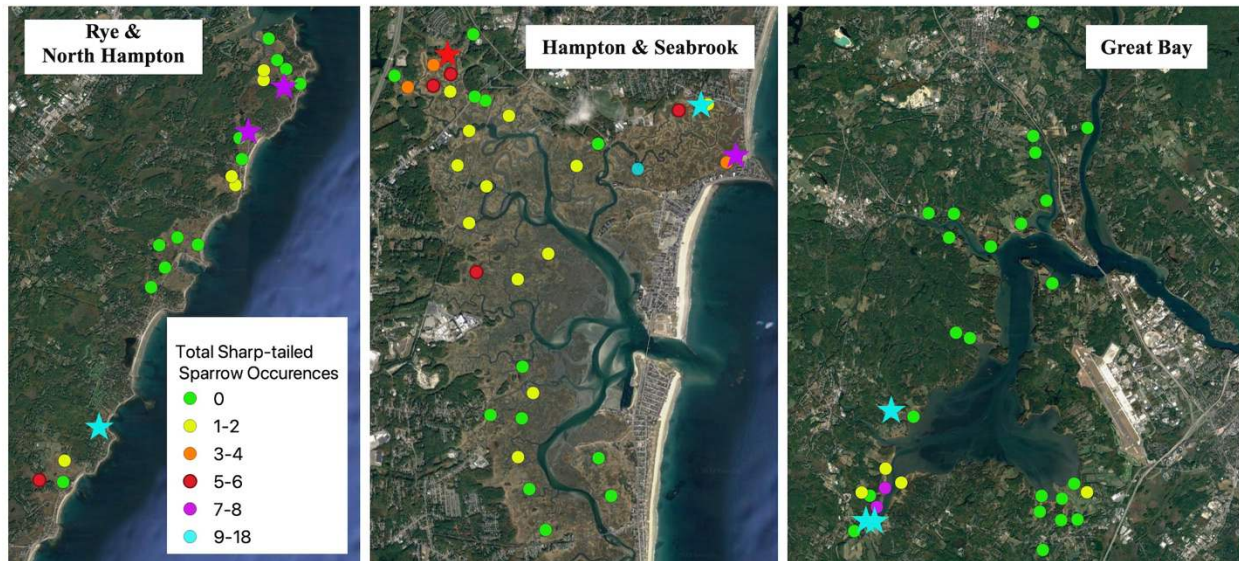 Rye &
North Hampton
Hampton & Seabrook
Great Bay
Total Sharp-tailed
Sparrow Occurences
0
1-2
3-4
5-6
7-8
9-18